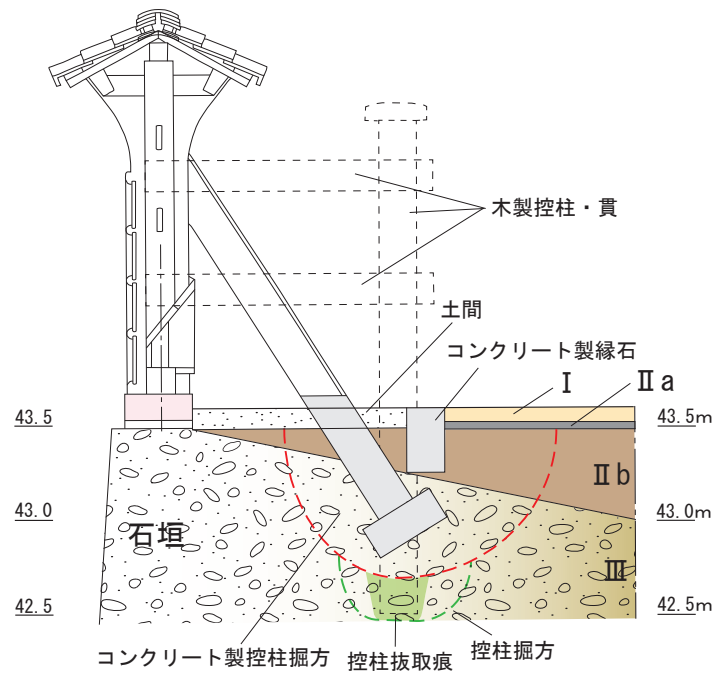 木製控柱・貫
土間
コンクリート製縁石
Ⅰ
Ⅱa
43.5
43.5m
Ⅱb
43.0
43.0m
石垣
Ⅲ
42.5
42.5m
コンクリート製控柱掘方
控柱抜取痕
控柱掘方